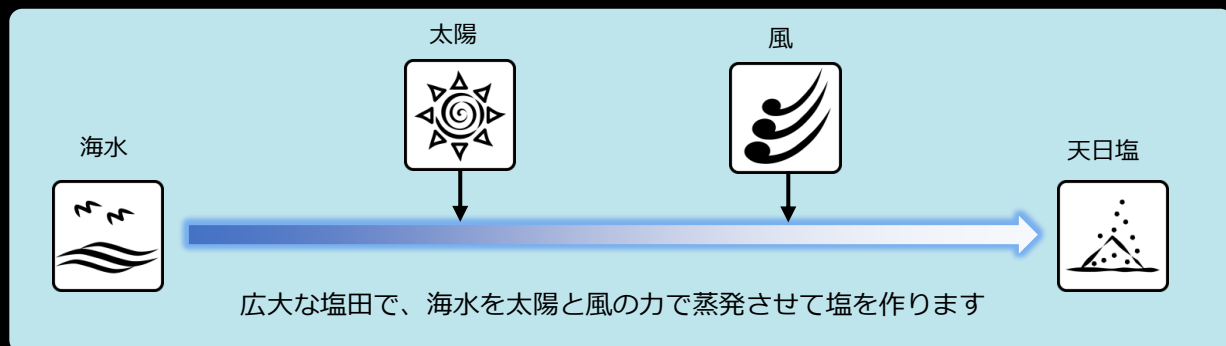 太陽
風
海水
天日塩
広大な塩田で、海水を太陽と風の力で蒸発させて塩を作ります